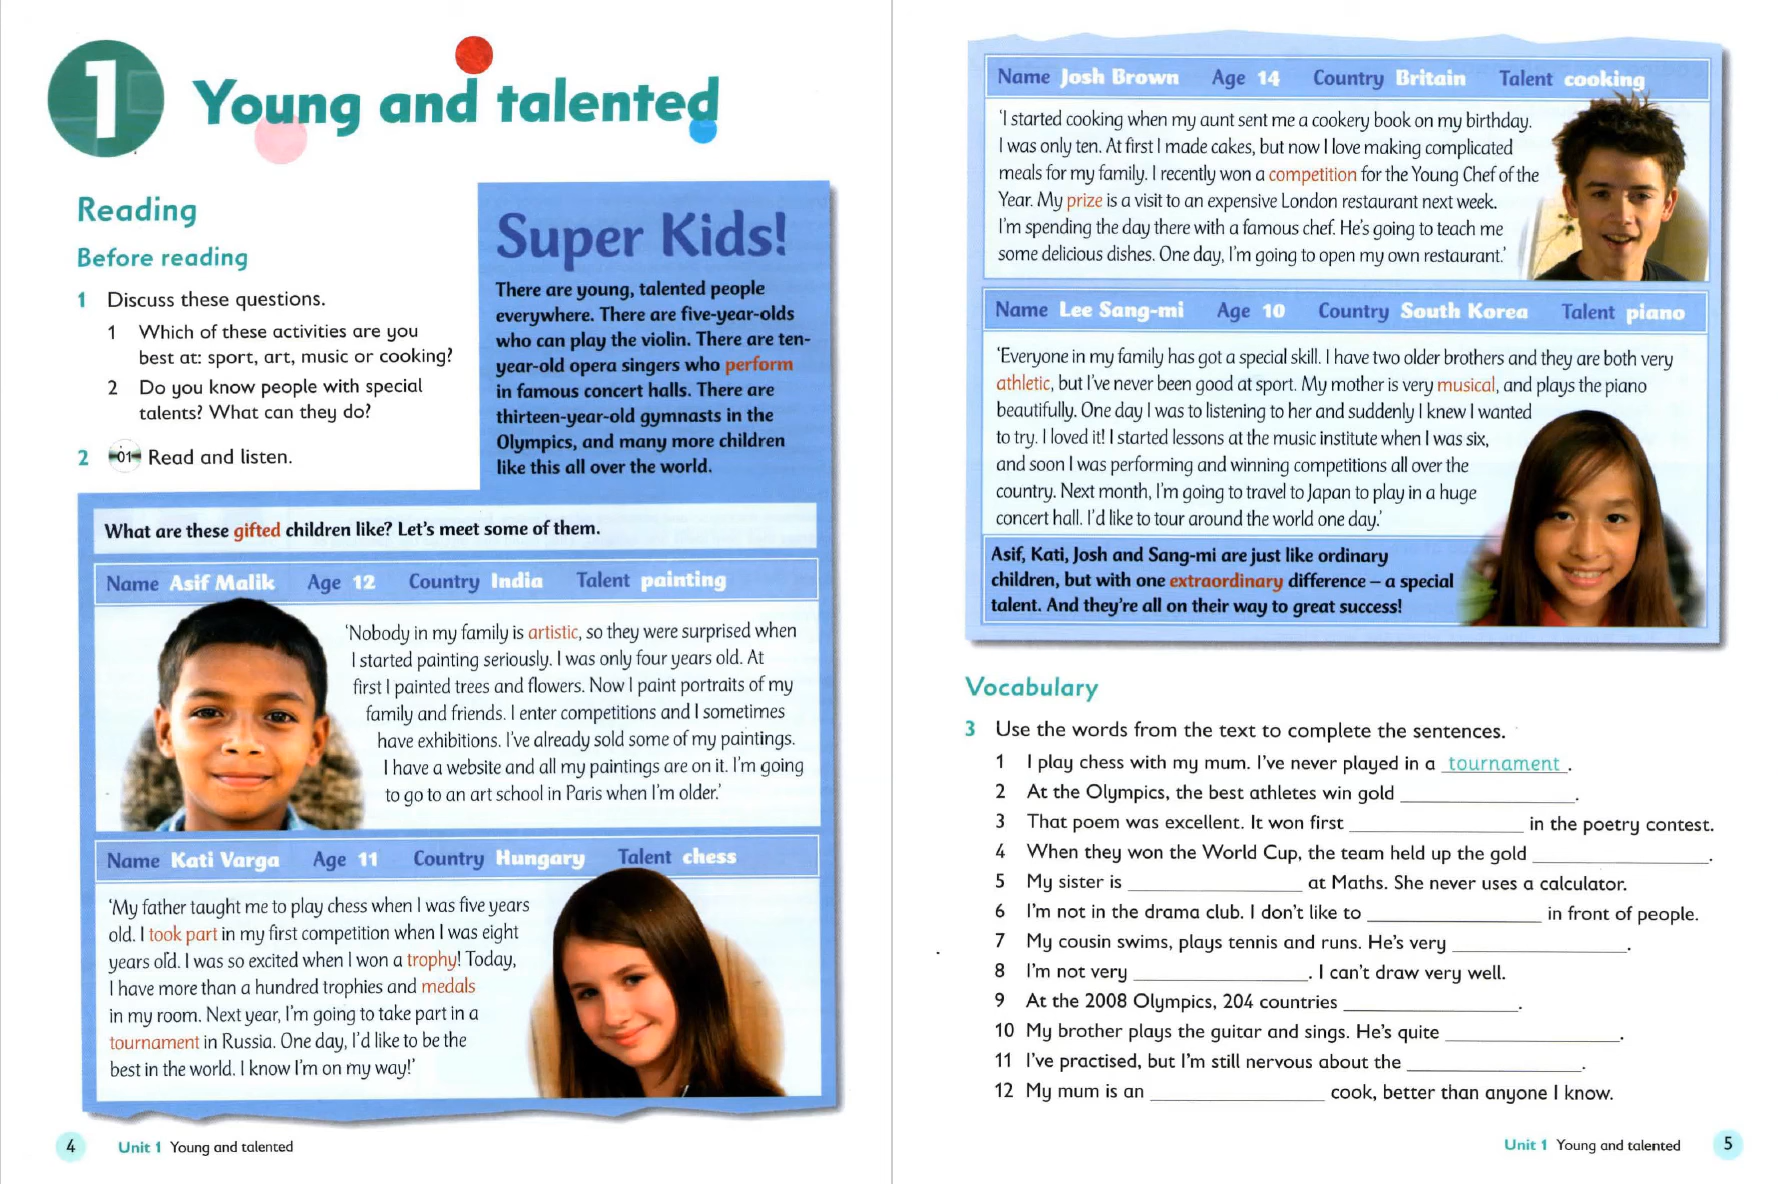 1
Young and talented
Reading
Before reading
1 Discuss these questions.
1 Which of these activities are you
best at: sport, art, music or cooking?
2 Do you know people with special
talents? What can they do?
2 01 Read and listen.
Super Kids!
There are young, talented people
everywhere. There are five-year-olds
who can play the violin. There are ten-
year-old opera singers who perform
in famous concert halls. There are
thirteen-year-old gymnasts in the
Olympics, and many more children
like this all over the world.
What are these gifted children like? Let's meet some of them.
Name Asif Malik Age 12 Country India Talent painting
'Nobody in my family is artistic, so they were surprised when
I started painting seriously. I was only four years old. At
first I painted trees and flowers. Now I paint portraits of my
family and friends. I enter competitions and I sometimes
have exhibitions. I've already sold some of my paintings.
I have a website and all my paintings are on it. I'm going
to go to an art school in Paris when I'm older.'
Name Kati Varga Age 11 Country Hungary Talent chess
'My father taught me to play chess when I was five years
old. I took part in my first competition when I was eight
years old. I was so excited when I won a trophy! Today,
I have more than a hundred trophies and medals
in my room. Next year, I'm going to take part in a
tournament in Russia. One day, I'd like to be the
best in the world. I know I'm on my way!'
4 Unit 1 Young and talented
Name Josh Brown Age 14 Country Britain Talent cooking
'I started cooking when my aunt sent me a cookery book on my birthday.
I was only ten. At first I made cakes, but now I love making complicated
meals for my family. I recently won a competition for the Young Chef of the
Year. My prize is a visit to an expensive London restaurant next week.
I'm spending the day there with a famous chef. He's going to teach me
some delicious dishes. One day, I'm going to open my own restaurant.'
Name Lee Sang-mi Age 10 Country South Korea Talent piano
'Everyone in my family has got a special skill. I have two older brothers and they are both very
athletic, but I've never been good at sport. My mother is very musical, and plays the piano
beautifully. One day I was to listening to her and suddenly I knew I wanted
to try. I loved it! I started lessons at the music institute when I was six,
and soon I was performing and winning competitions all over the
country. Next month, I'm going to travel to Japan to play in a huge
concert hall. I'd like to tour around the world one day.'
Asif, Kati, Josh and Sang-mi are just like ordinary
children, but with one extraordinary difference – a special
talent. And they're all on their way to great success!
Vocabulary
3 Use the words from the text to complete the sentences.
1 I play chess with my mum. I've never played in a tournament.
2 At the Olympics, the best athletes win gold ____________.
3 That poem was excellent. It won first ____________ in the poetry contest.
4 When they won the World Cup, the team held up the gold ____________.
5 My sister is ____________ at Maths. She never uses a calculator.
6 I'm not in the drama club. I don't like to ____________ in front of people.
7 My cousin swims, plays tennis and runs. He's very ____________.
8 I'm not very ____________. I can't draw very well.
9 At the 2008 Olympics, 204 countries ____________.
10 My brother plays the guitar and sings. He's quite ____________.
11 I've practised, but I'm still nervous about the ____________.
12 My mum is an ____________ cook, better than anyone I know.
Unit 1 Young and talented 5